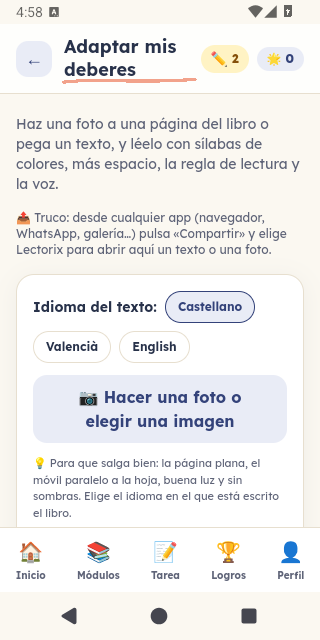 4:58 A
← Adaptar mis deberes ✏️ 2 🌟 0
Haz una foto a una página del libro o
pega un texto, y léelo con sílabas de
colores, más espacio, la regla de lectura y
la voz.
📤 Truco: desde cualquier app (navegador,
WhatsApp, galería…) pulsa «Compartir» y elige
Lectorix para abrir aquí un texto o una foto.
Idioma del texto: Castellano
Valencià English
📷 Hacer una foto o
elegir una imagen
💡 Para que salga bien: la página plana, el
móvil paralelo a la hoja, buena luz y sin
sombras. Elige el idioma en el que está escrito
el libro.
Inicio Módulos Tarea Logros Perfil